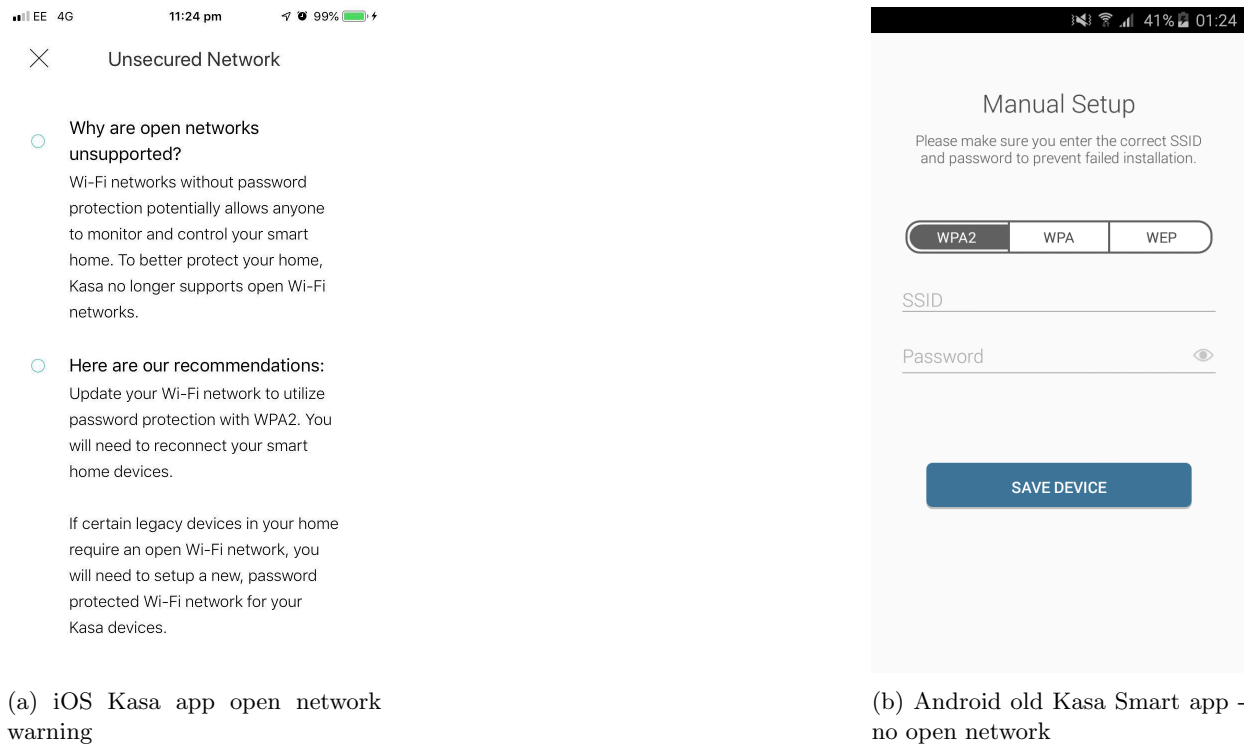 EE 4G 11:24 pm 99%
Unsecured Network
Why are open networks
unsupported?
Wi-Fi networks without password
protection potentially allows anyone
to monitor and control your smart
home. To better protect your home,
Kasa no longer supports open Wi-Fi
networks.
Here are our recommendations:
Update your Wi-Fi network to utilize
password protection with WPA2. You
will need to reconnect your smart
home devices.
If certain legacy devices in your home
require an open Wi-Fi network, you
will need to setup a new, password
protected Wi-Fi network for your
Kasa devices.
(a) iOS Kasa app open network
warning
41% 01:24
Manual Setup
Please make sure you enter the correct SSID
and password to prevent failed installation.
WPA2 WPA WEP
SSID
Password
SAVE DEVICE
(b) Android old Kasa Smart app -
no open network